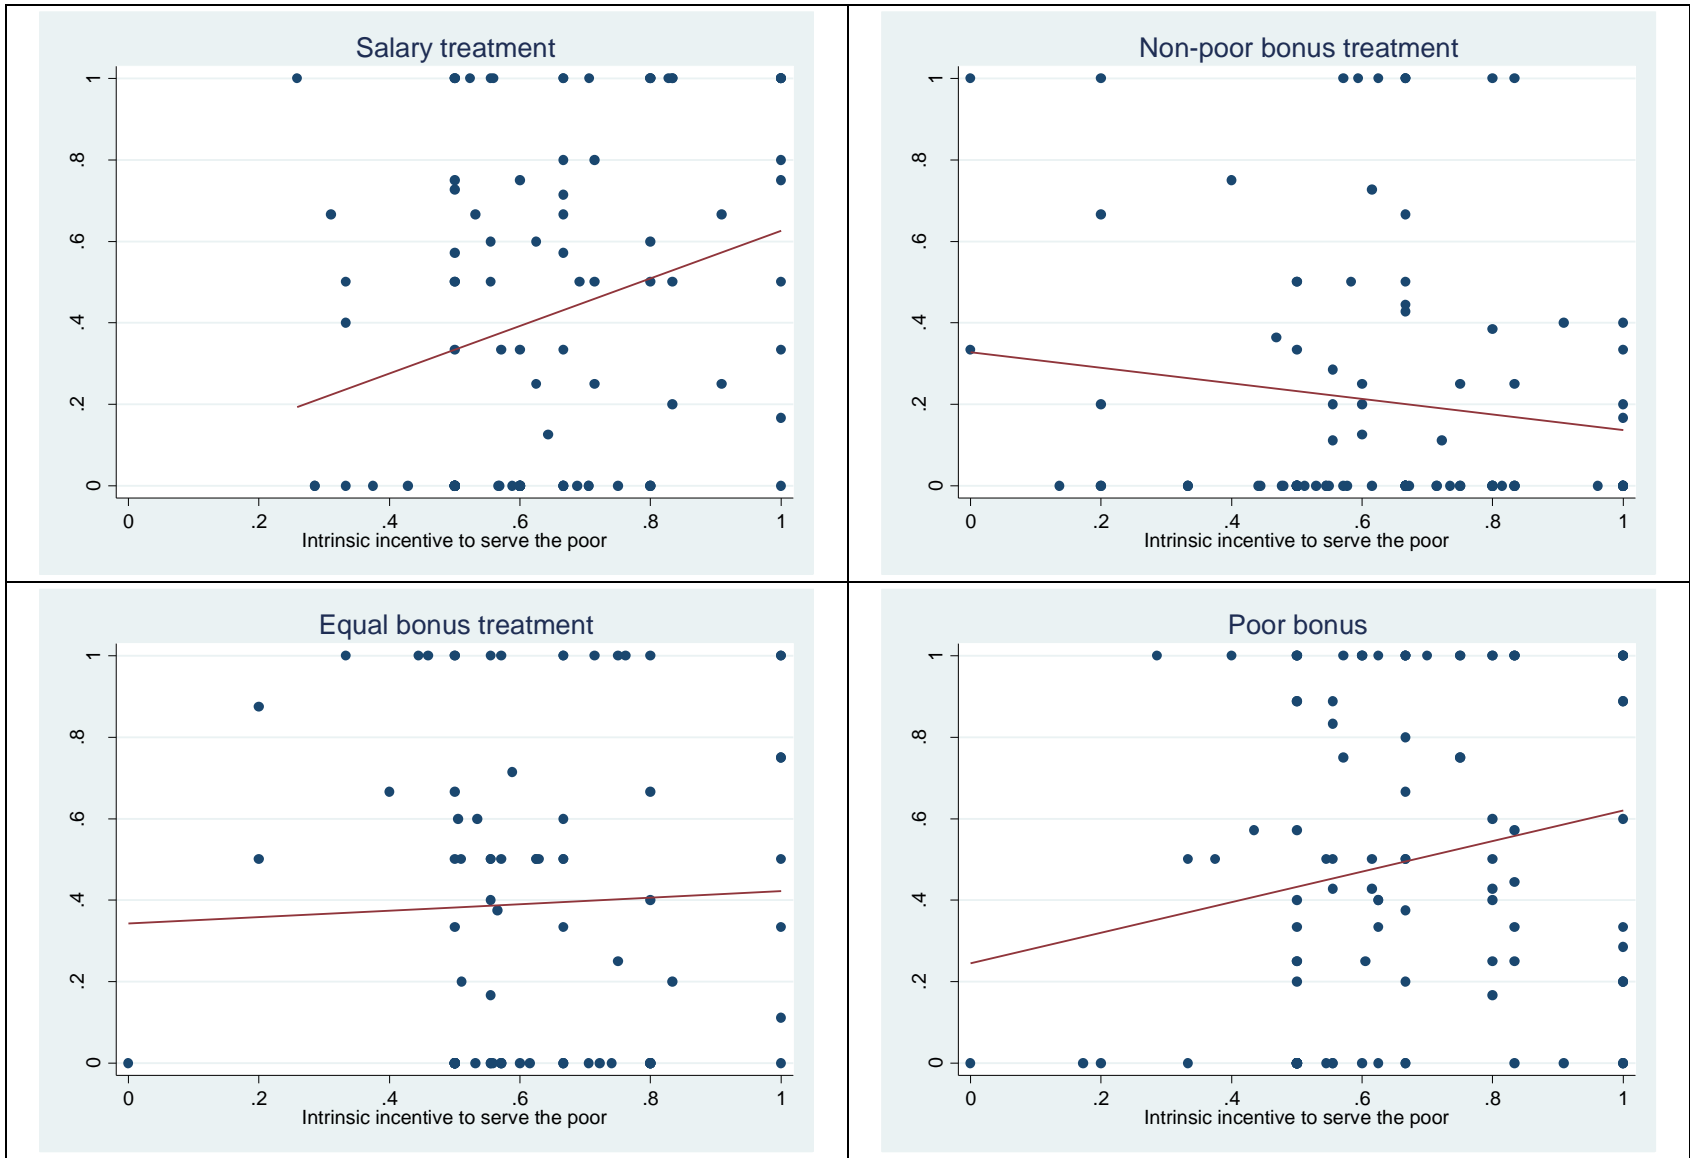 Salary treatment
1
.8
.6
.4
.2
0
0 .2 .4 .6 .8 1
Intrinsic incentive to serve the poor
Non-poor bonus treatment
1
.8
.6
.4
.2
0
0 .2 .4 .6 .8 1
Intrinsic incentive to serve the poor
Equal bonus treatment
1
.8
.6
.4
.2
0
0 .2 .4 .6 .8 1
Intrinsic incentive to serve the poor
Poor bonus
1
.8
.6
.4
.2
0
0 .2 .4 .6 .8 1
Intrinsic incentive to serve the poor